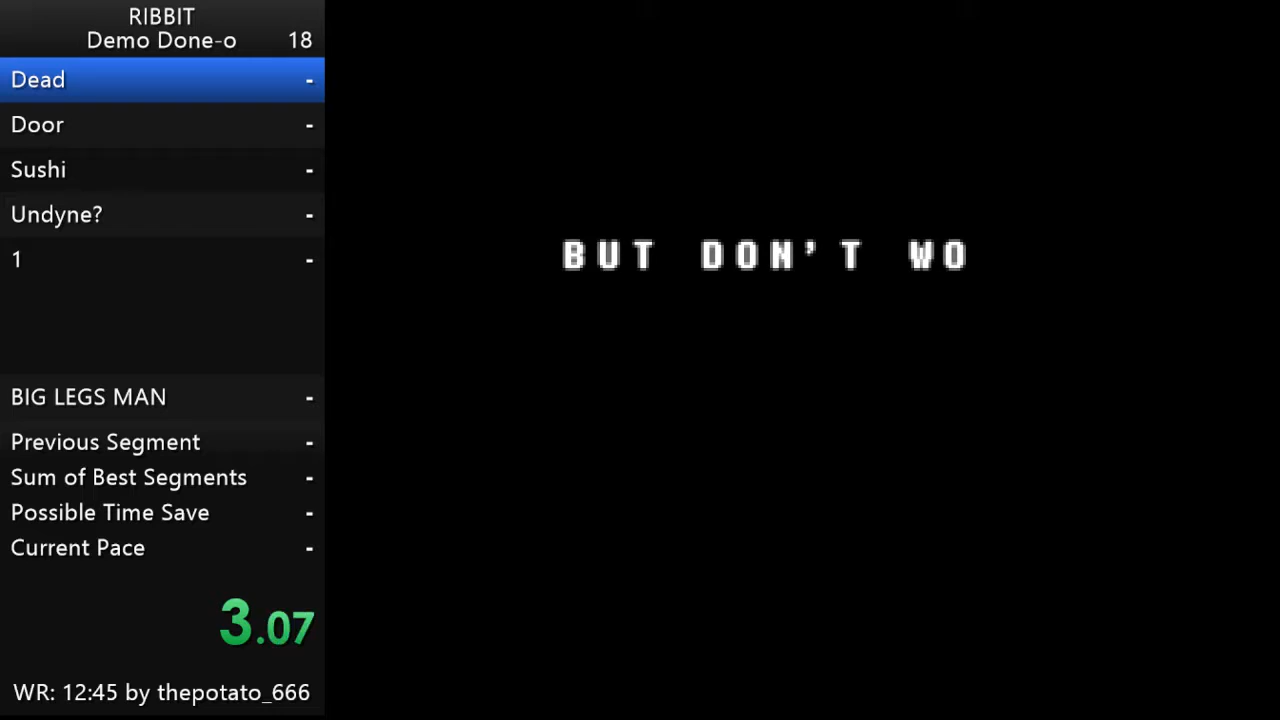 RIBBIT
Demo Done-o 18
Dead -
Door -
Sushi -
Undyne? -
1 -
BIG LEGS MAN -
Previous Segment -
Sum of Best Segments -
Possible Time Save -
Current Pace -
3.07
WR: 12:45 by thepotato_666
BUT DON'T WO